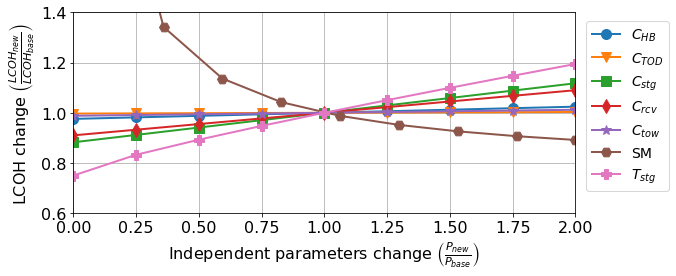 1.4
1.2
1.0
0.8
0.6
LCOH change (LCOH_new / LCOH_base)
0.00 0.25 0.50 0.75 1.00 1.25 1.50 1.75 2.00
Independent parameters change (P_new / P_base)
C_HB
C_TOD
C_stg
C_rcv
C_tow
SM
T_stg